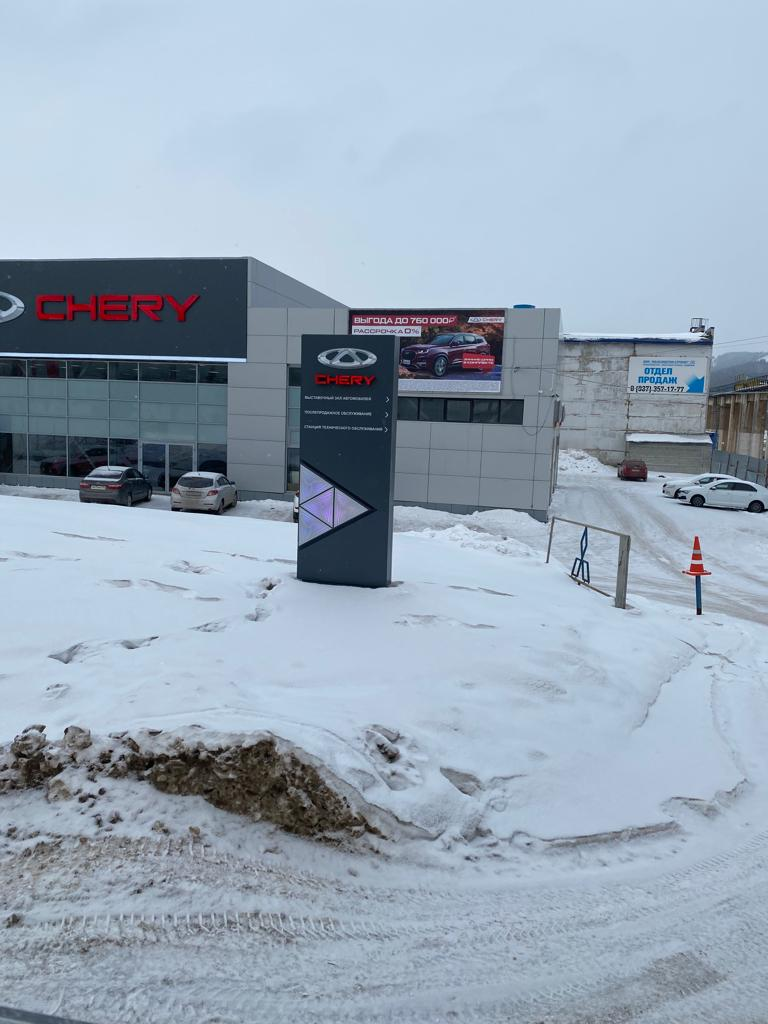 CHERY
ВЫГОДА ДО 760 000₽
CHERY
РАССРОЧКА 0%
CHERY
ВЫСТАВОЧНЫЙ ЗАЛ АВТОМОБИЛЕЙ
ПОСЛЕПРОДАЖНОЕ ОБСЛУЖИВАНИЕ
СТАНЦИЯ ТЕХНИЧЕСКОГО ОБСЛУЖИВАНИЯ
ОТДЕЛ
ПРОДАЖ
8-(937)-357-17-77